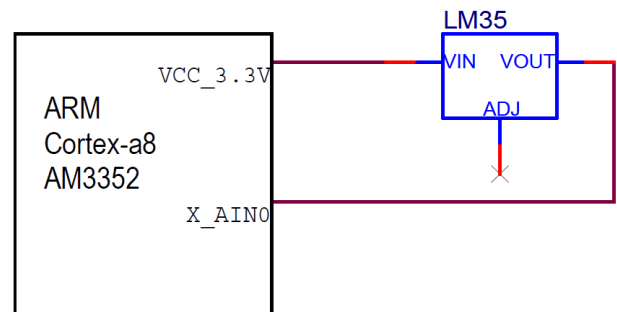 LM35
VCC_3.3V
VIN VOUT
ADJ
ARM
Cortex-a8
AM3352
X_AIN0